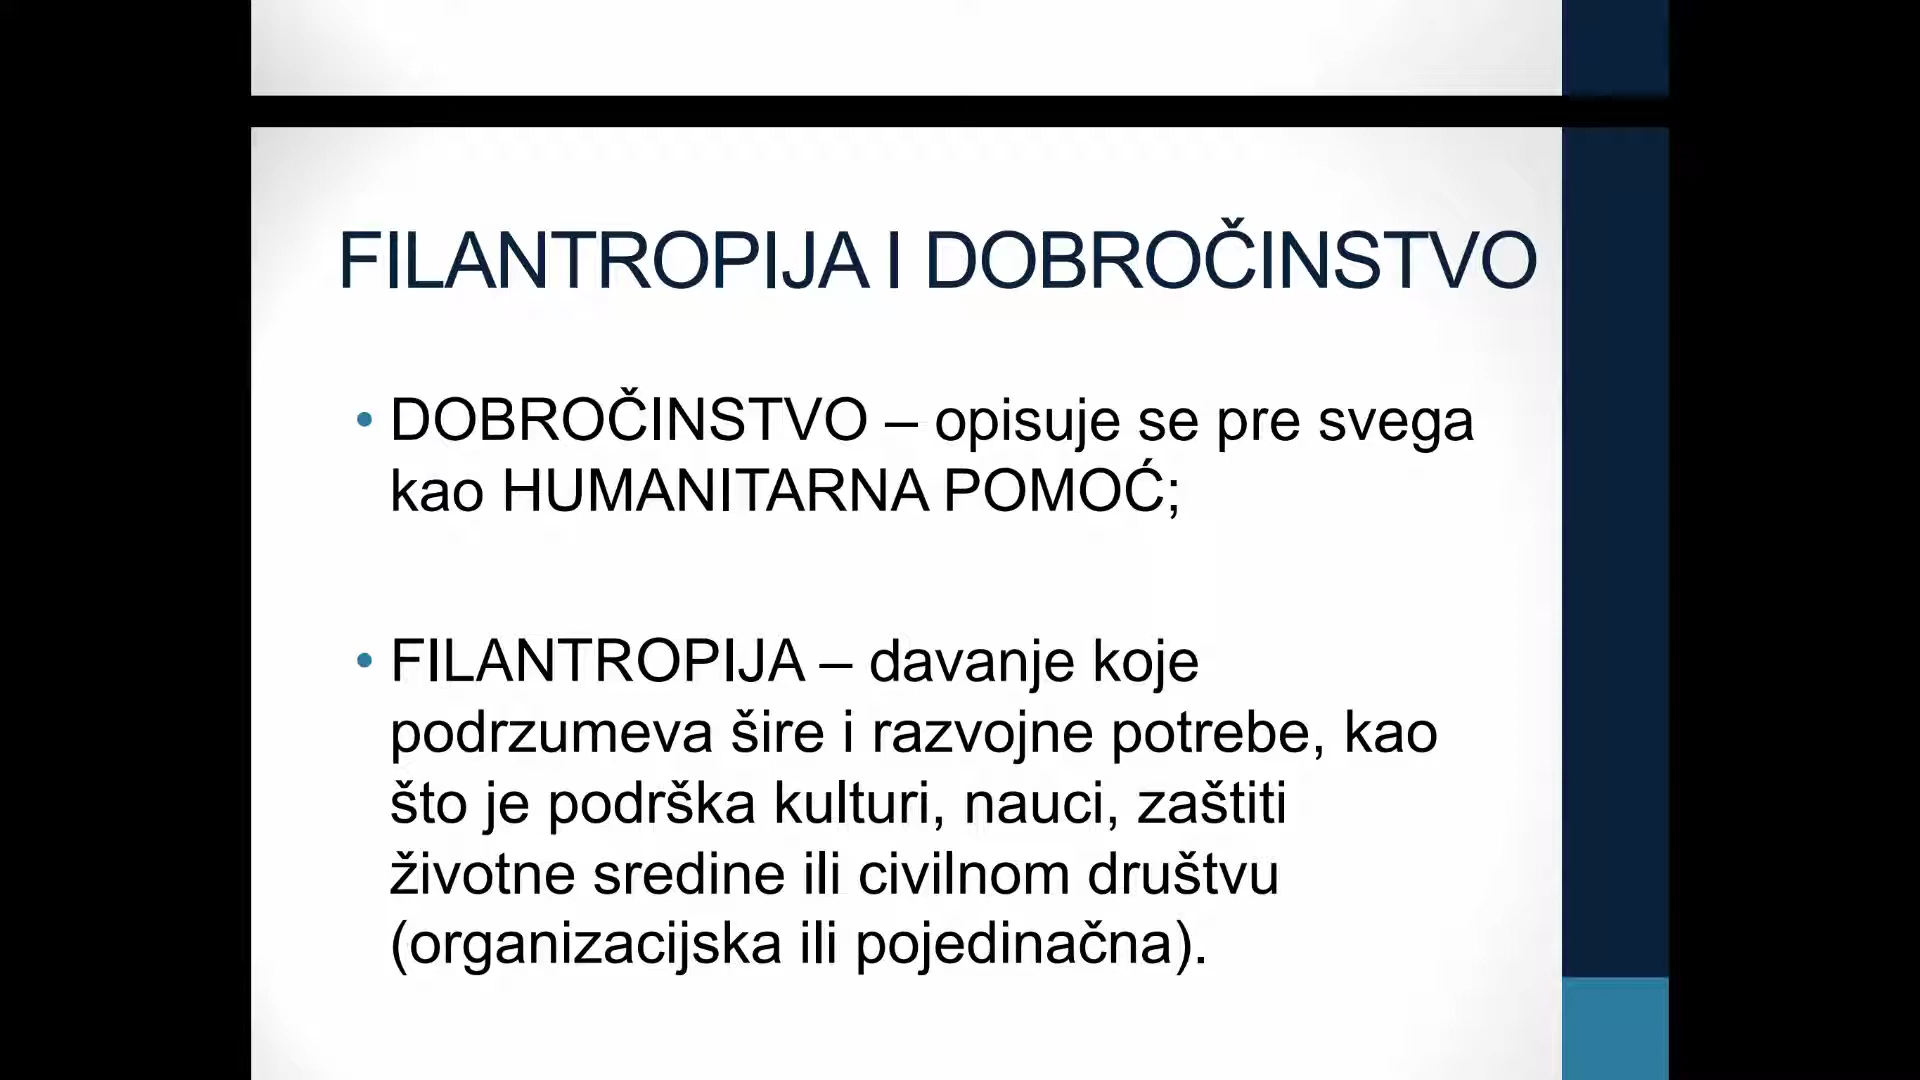 FILANTROPIJA I DOBROČINSTVO
• DOBROČINSTVO – opisuje se pre svega
kao HUMANITARNA POMOĆ;
• FILANTROPIJA – davanje koje
podrzumeva šire i razvojne potrebe, kao
što je podrška kulturi, nauci, zaštiti
životne sredine ili civilnom društvu
(organizacijska ili pojedinačna).